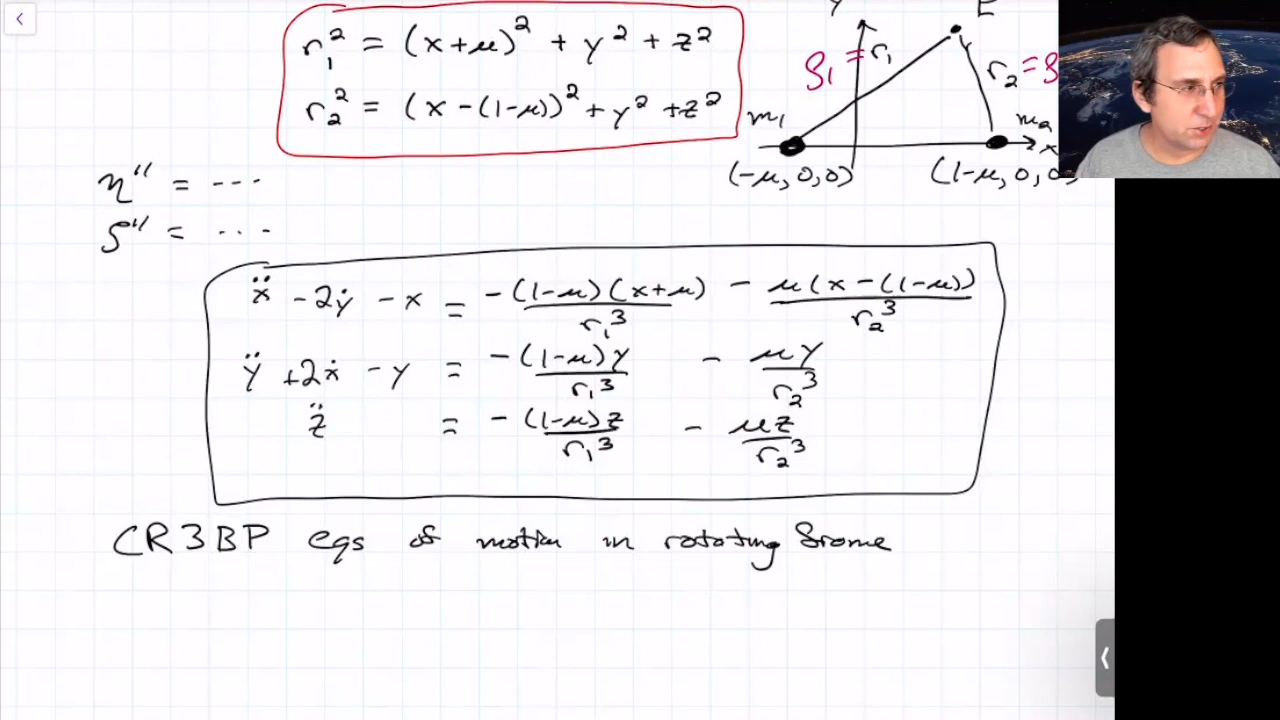 r₁² = (x+μ)² + y² + z²
r₂² = (x-(1-μ))² + y² + z²
ρ₁ = r₁
r₂ = ρ
m₁
m₂
x
(-μ, 0, 0)
(1-μ, 0, 0)
η'' = ---
ζ'' = ...
ẍ - 2ẏ - x = -(1-μ)(x+μ)/r₁³ - μ(x-(1-μ))/r₂³
ÿ + 2ẋ - y = -(1-μ)y/r₁³ - μy/r₂³
z̈ = -(1-μ)z/r₁³ - μz/r₂³
CR3BP eqs of motion in rotating frame